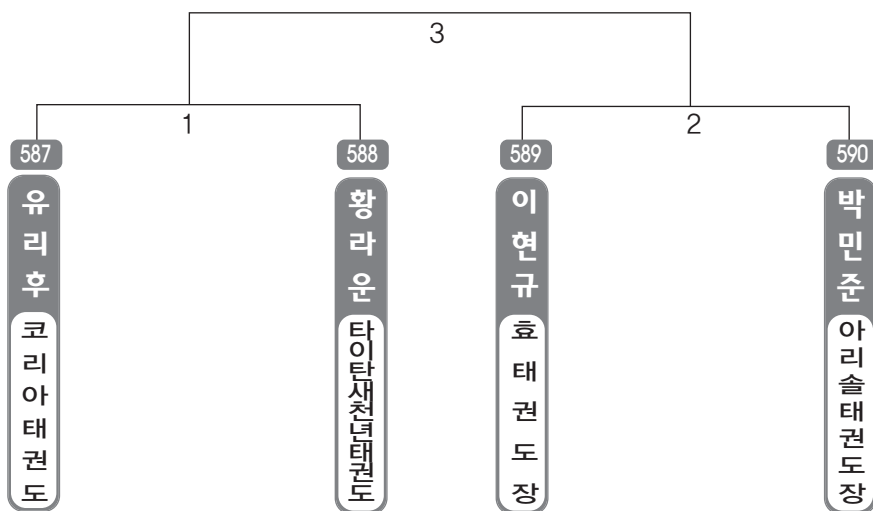 3
1
2
587
588
589
590
유리후
황라운
이현규
박민준
코리아태권도
타이탄새천년태권도
효태권도장
아리솔태권도장